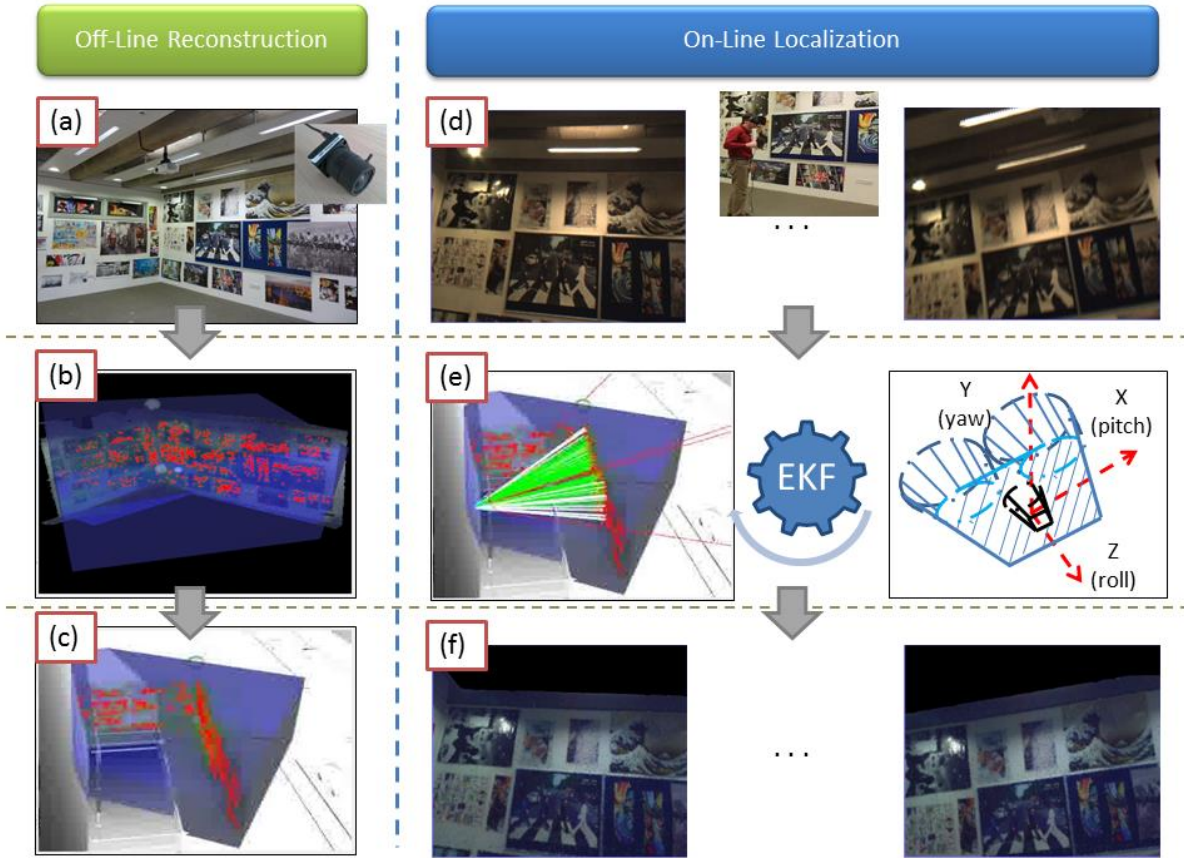 Off-Line Reconstruction
On-Line Localization
(a)
(d)
. . .
(b)
(e)
EKF
Y
(yaw)
X
(pitch)
Z
(roll)
(c)
(f)
. . .